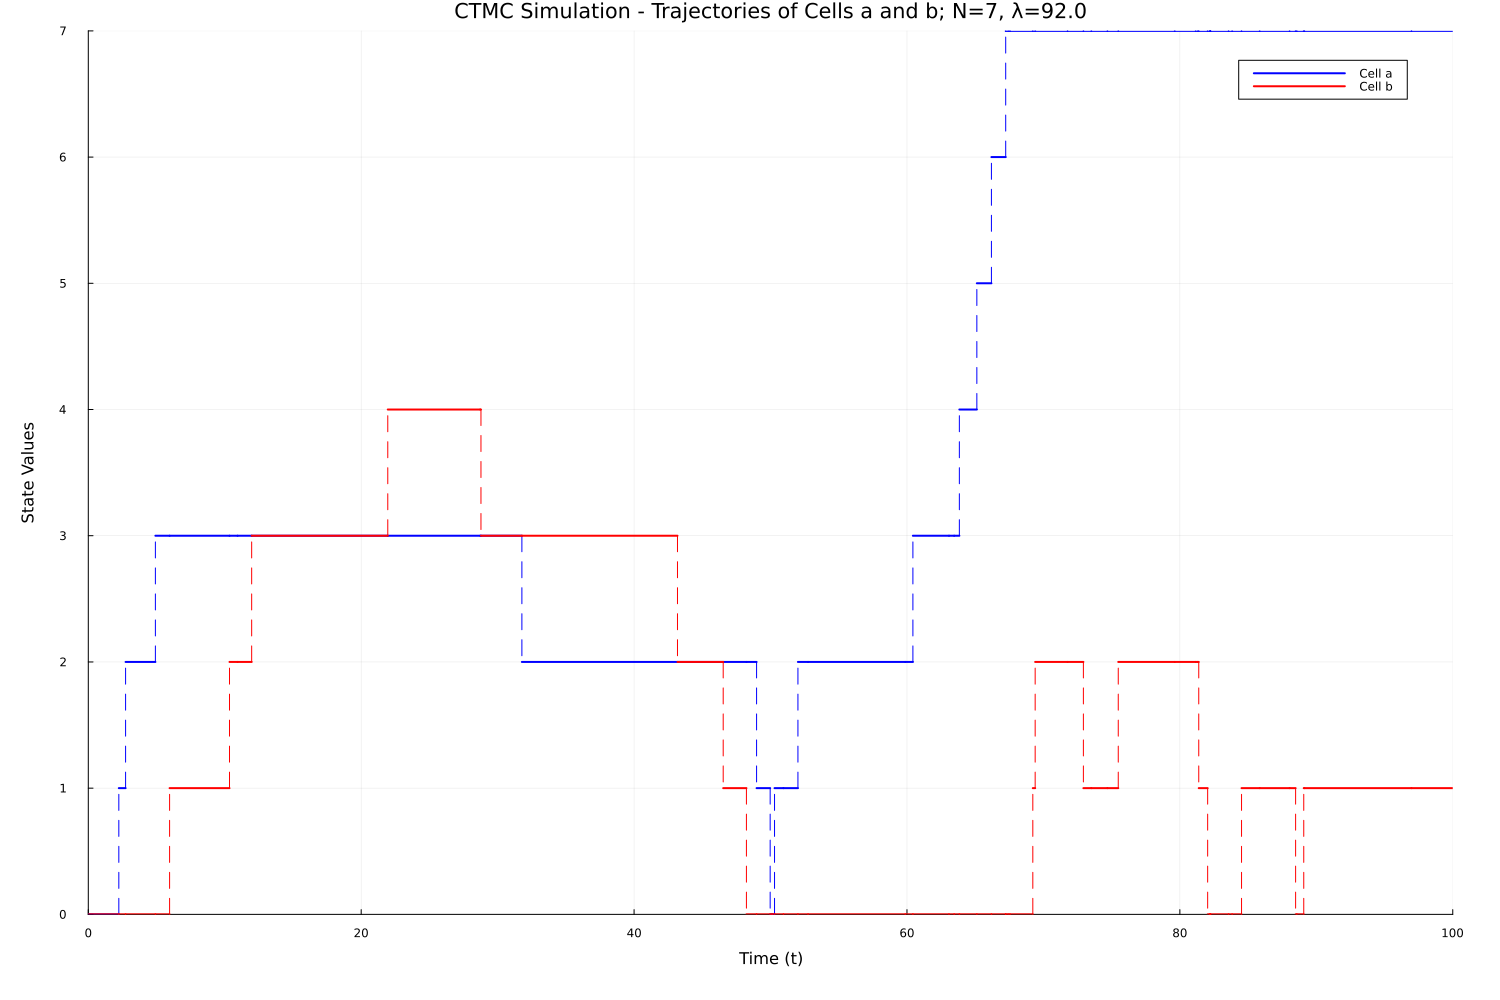 CTMC Simulation - Trajectories of Cells a and b; N=7, λ=92.0
7
Cell a
Cell b
6
5
4
State Values
3
2
1
0
0 20 40 60 80 100
Time (t)